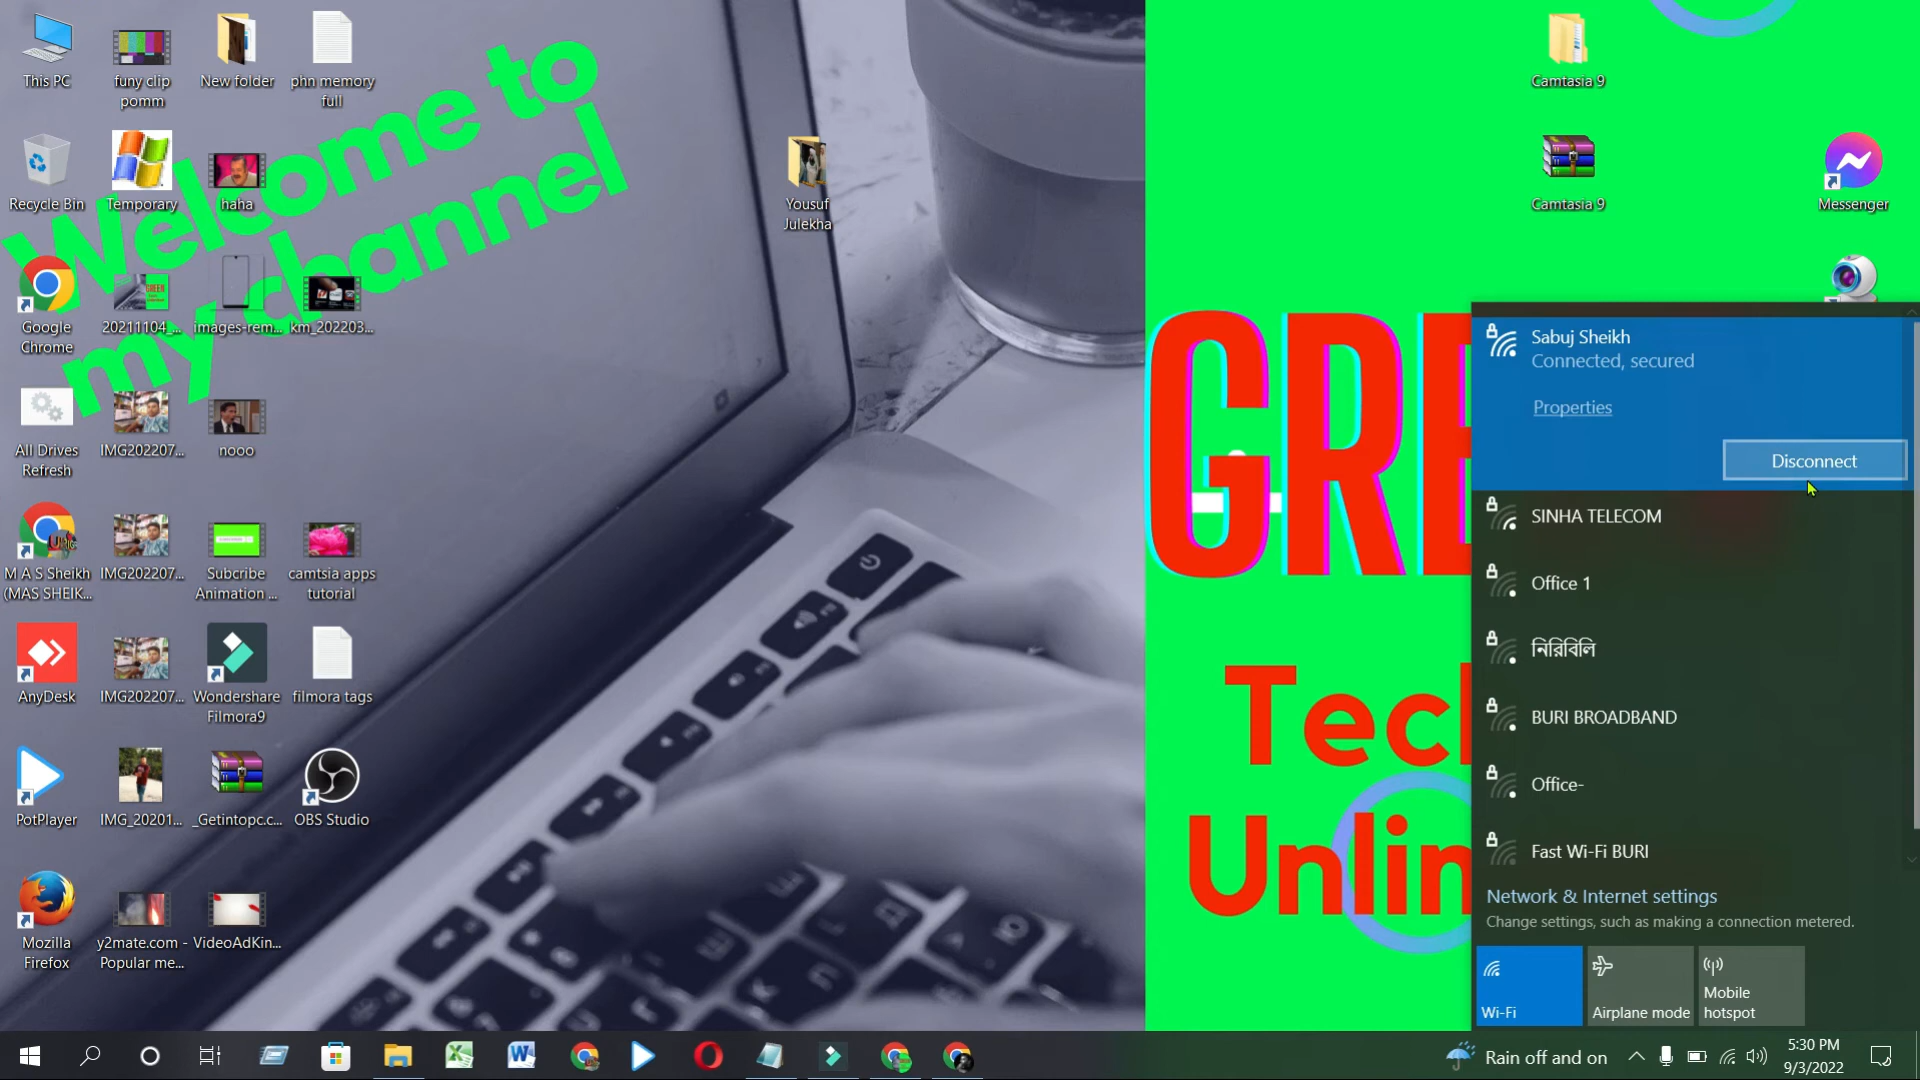 This PC
funy clip
pomm
New folder
phn memory
full
Camtasia 9
Welcome to
my channel
Recycle Bin
Temporary
haha
Yousuf
Julekha
Camtasia 9
Messenger
Google
Chrome
20211104_...
images-rem...
km_202203...
All Drives
Refresh
IMG202207...
nooo
M A S Sheikh
(MAS SHEIK...
IMG202207...
Subcribe
Animation ...
camtsia apps
tutorial
AnyDesk
IMG202207...
Wondershare
Filmora9
filmora tags
PotPlayer
IMG_20201...
_Getintopc.c...
OBS Studio
Mozilla
Firefox
y2mate.com -
Popular me...
VideoAdKin...
GREEN
GRE
Tecl
Unlin
Sabuj Sheikh
Connected, secured
Properties
Disconnect
SINHA TELECOM
Office 1
নিরিবিলি
BURI BROADBAND
Office-
Fast Wi-Fi BURI
Network & Internet settings
Change settings, such as making a connection metered.
Wi-Fi
Airplane mode
Mobile
hotspot
Rain off and on
5:30 PM
9/3/2022